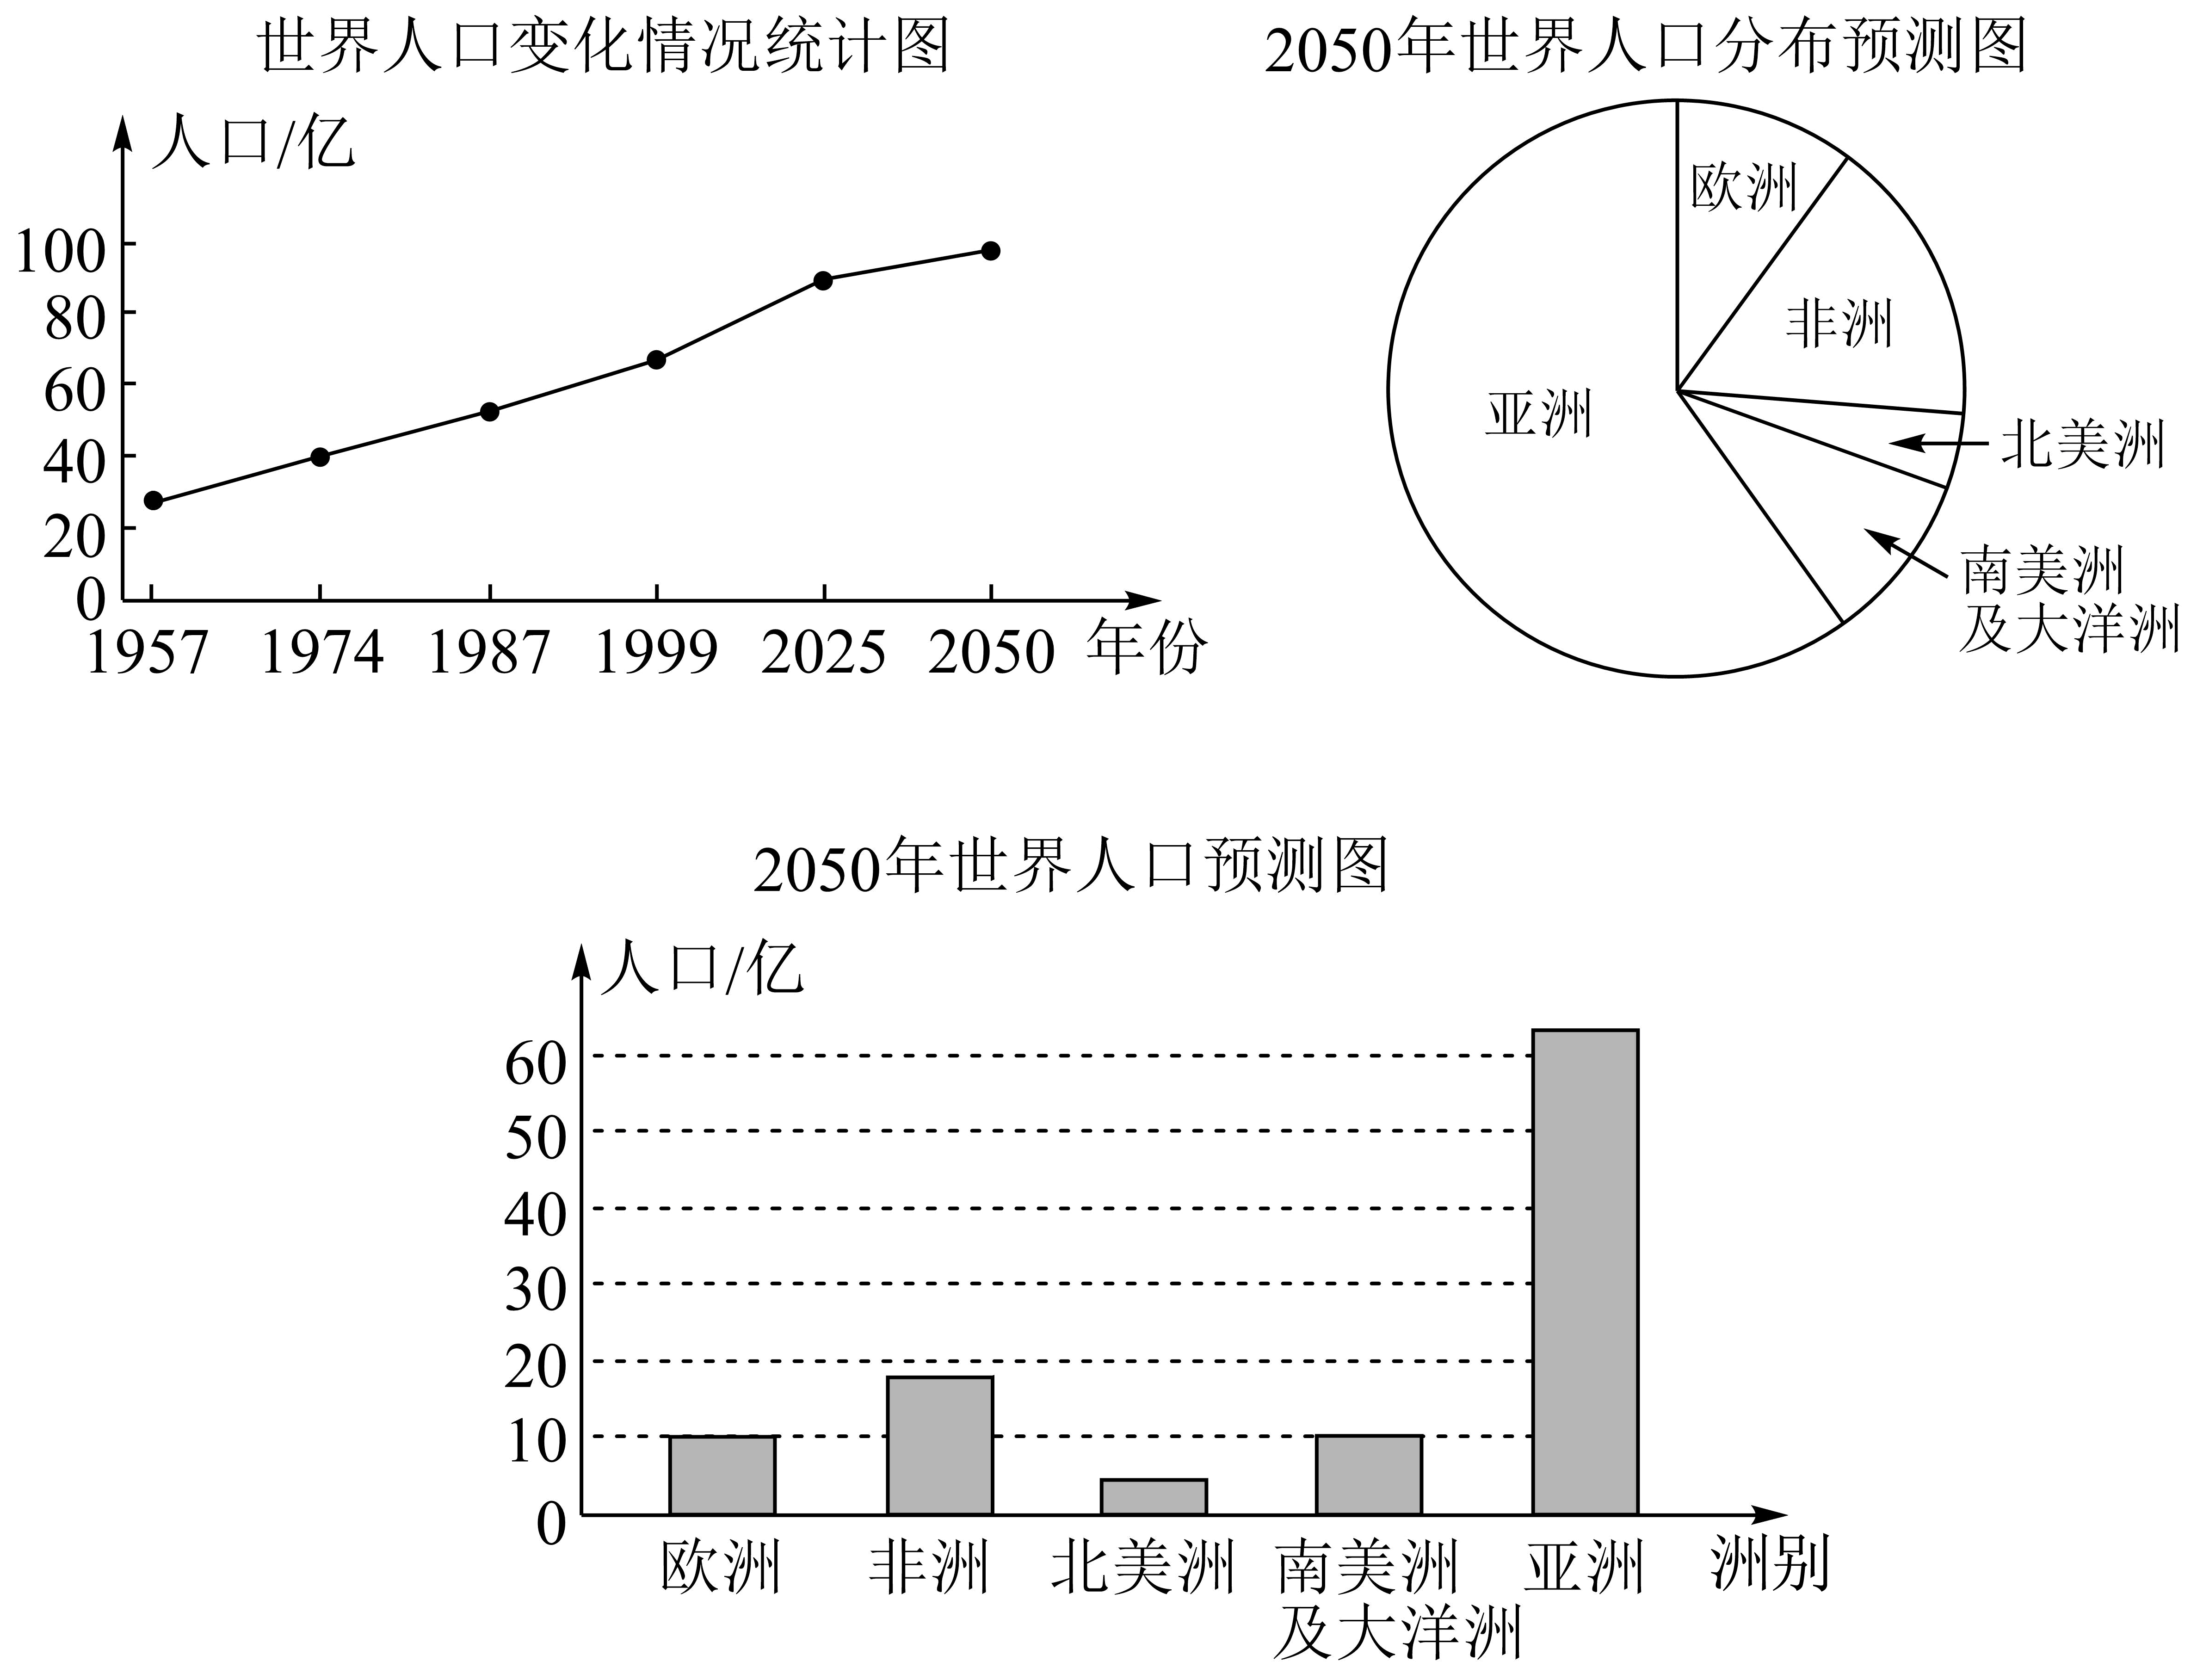 世界人口变化情况统计图
人口/亿
100
80
60
40
20
0
1957 1974 1987 1999 2025 2050 年份
2050年世界人口分布预测图
欧洲
非洲
亚洲
北美洲
南美洲
及大洋洲
2050年世界人口预测图
人口/亿
60
50
40
30
20
10
0
欧洲 非洲 北美洲 南美洲 亚洲 洲别
及大洋洲